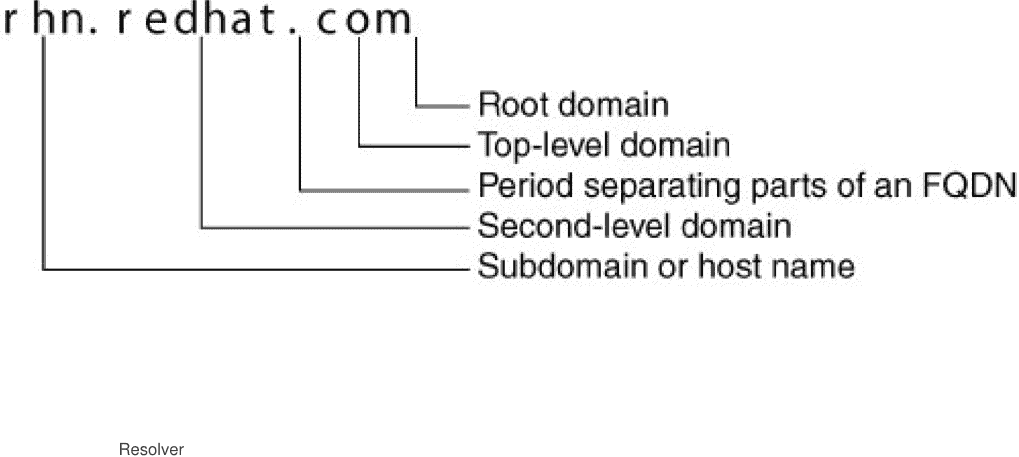 rhn.redhat.com
Root domain
Top-level domain
Period separating parts of an FQDN
Second-level domain
Subdomain or host name
Resolver